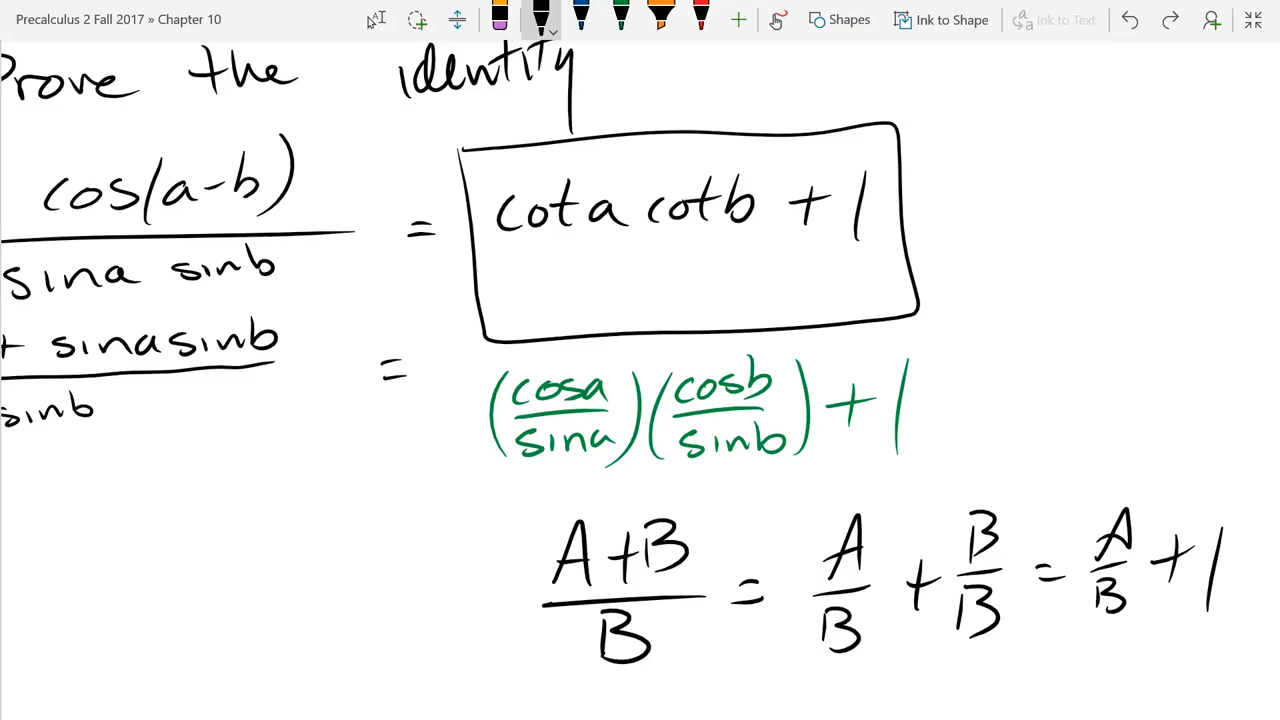 Precalculus 2 Fall 2017 » Chapter 10
Shapes
Ink to Shape
Ink to Text
Prove the identity
cos(a-b)
sina sinb
= cota cotb + 1
+ sinasinb
sinb
= (cosa/sina)(cosb/sinb) + 1
A+B/B = A/B + B/B = A/B + 1